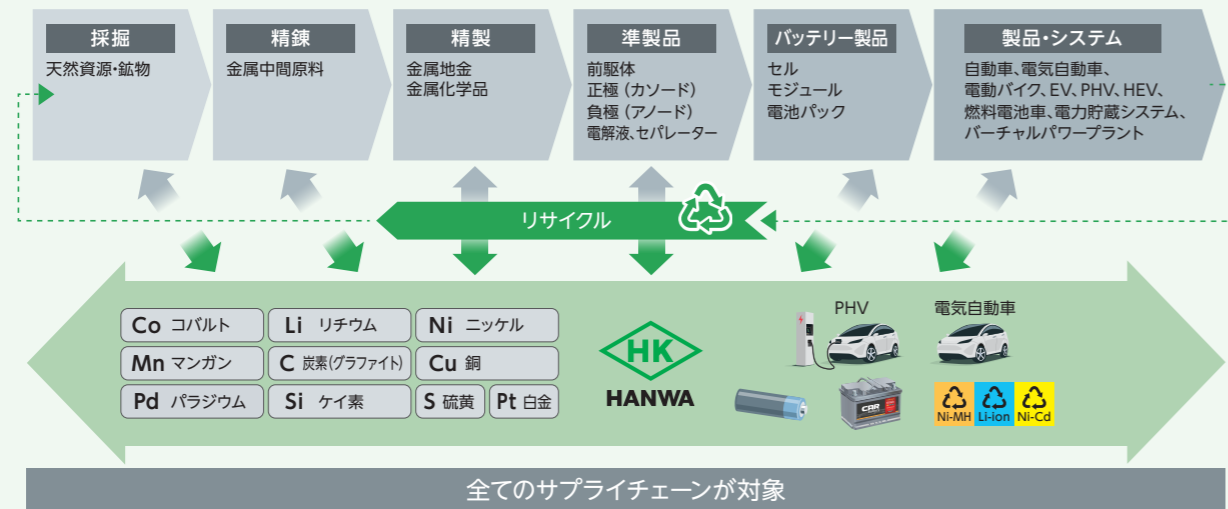 採掘
天然資源・鉱物
精錬
金属中間原料
精製
金属地金
金属化学品
準製品
前駆体
正極（カソード）
負極（アノード）
電解液、セパレーター
バッテリー製品
セル
モジュール
電池パック
製品・システム
自動車、電気自動車、
電動バイク、EV、PHV、HEV、
燃料電池車、電力貯蔵システム、
バーチャルパワープラント
リサイクル
Co コバルト
Li リチウム
Ni ニッケル
Mn マンガン
C 炭素(グラファイト)
Cu 銅
Pd パラジウム
Si ケイ素
S 硫黄
Pt 白金
HK
HANWA
PHV
電気自動車
CAR
Ni-MH
Li-ion
Ni-Cd
全てのサプライチェーンが対象